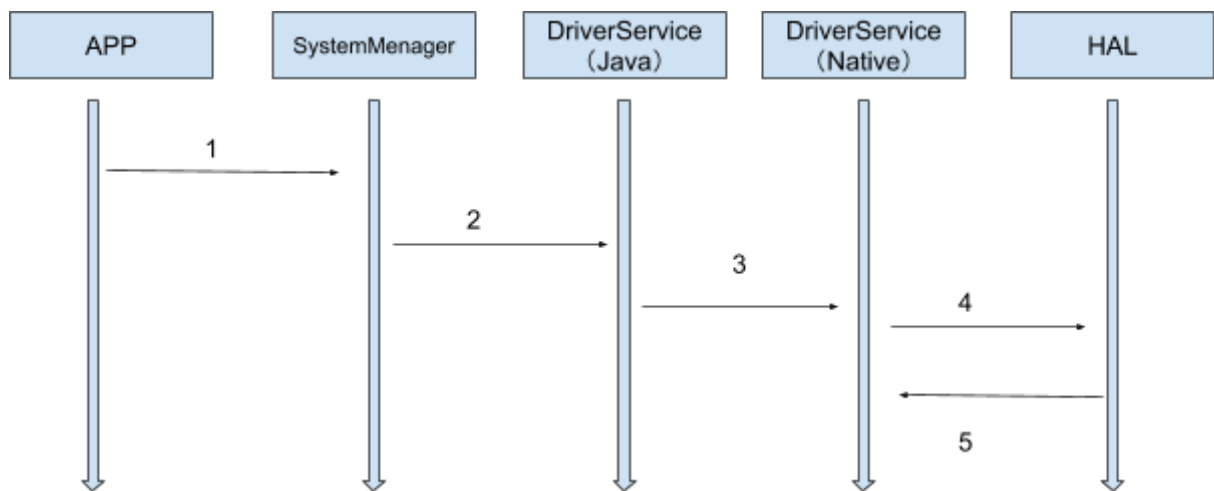 APP
SystemMenager
DriverService
（Java）
DriverService
（Native）
HAL
1
2
3
4
5